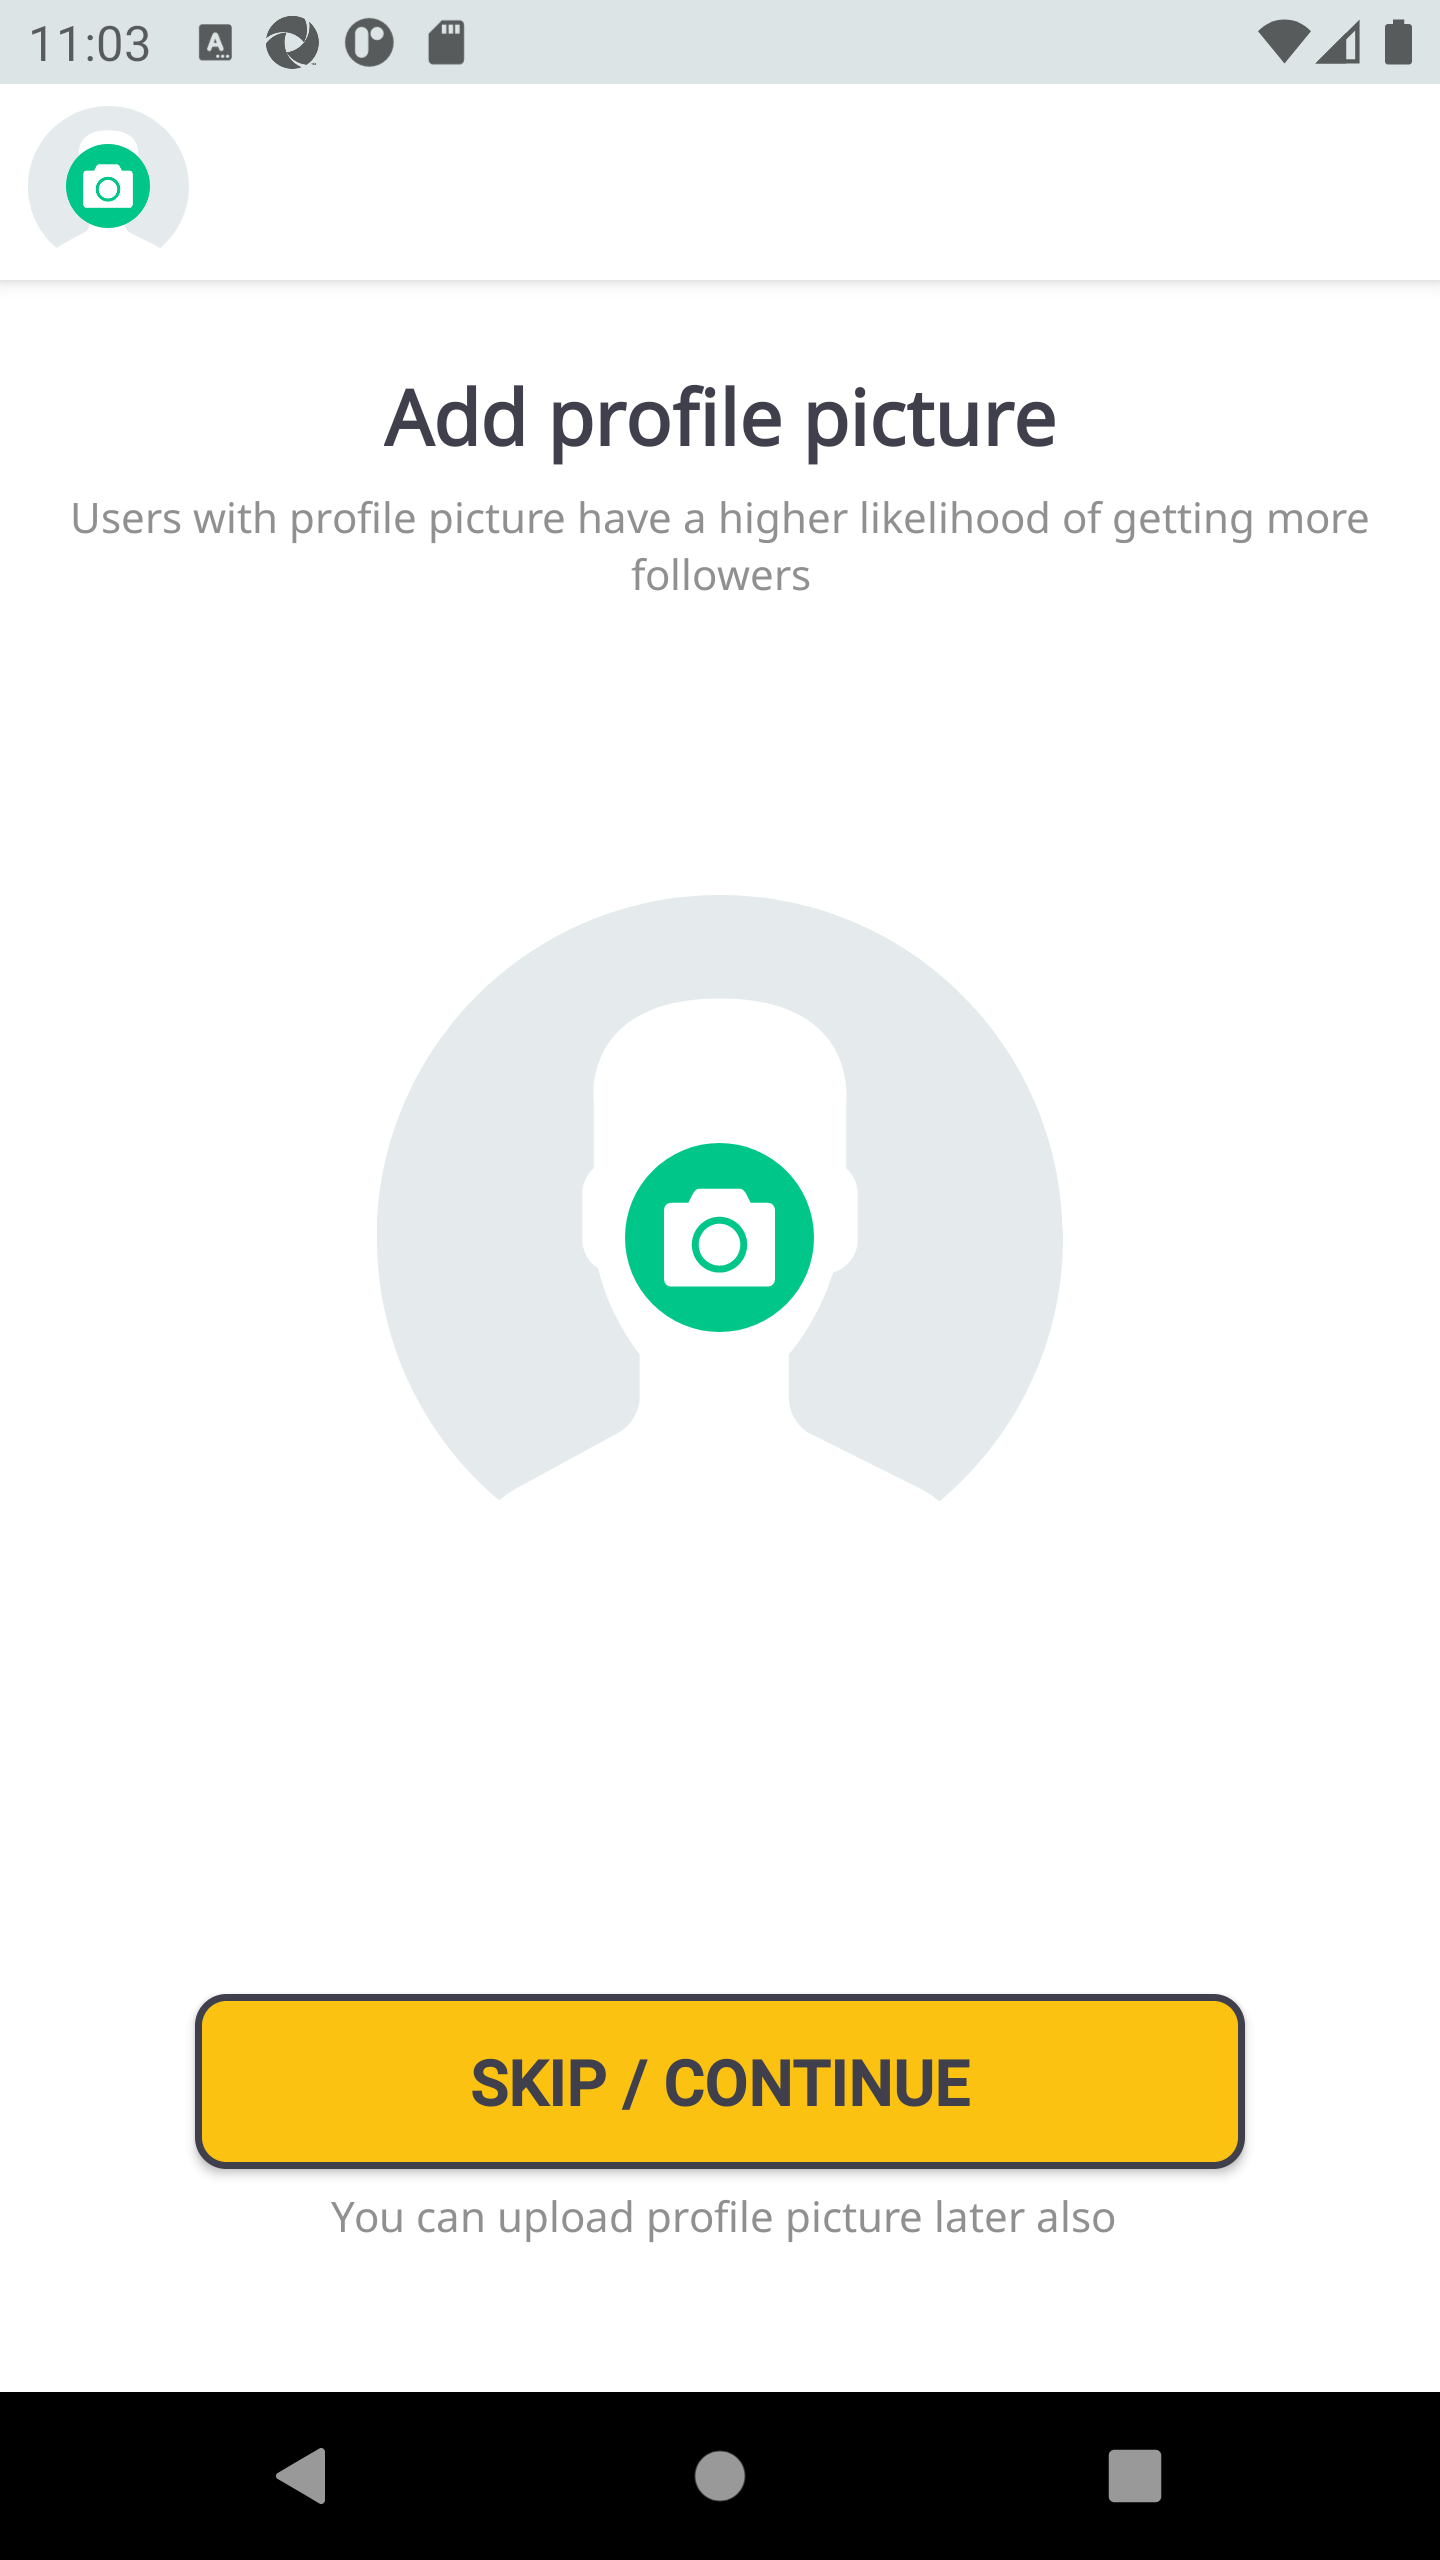 11:03
Add profile picture
Users with profile picture have a higher likelihood of getting more
followers
SKIP / CONTINUE
You can upload profile picture later also